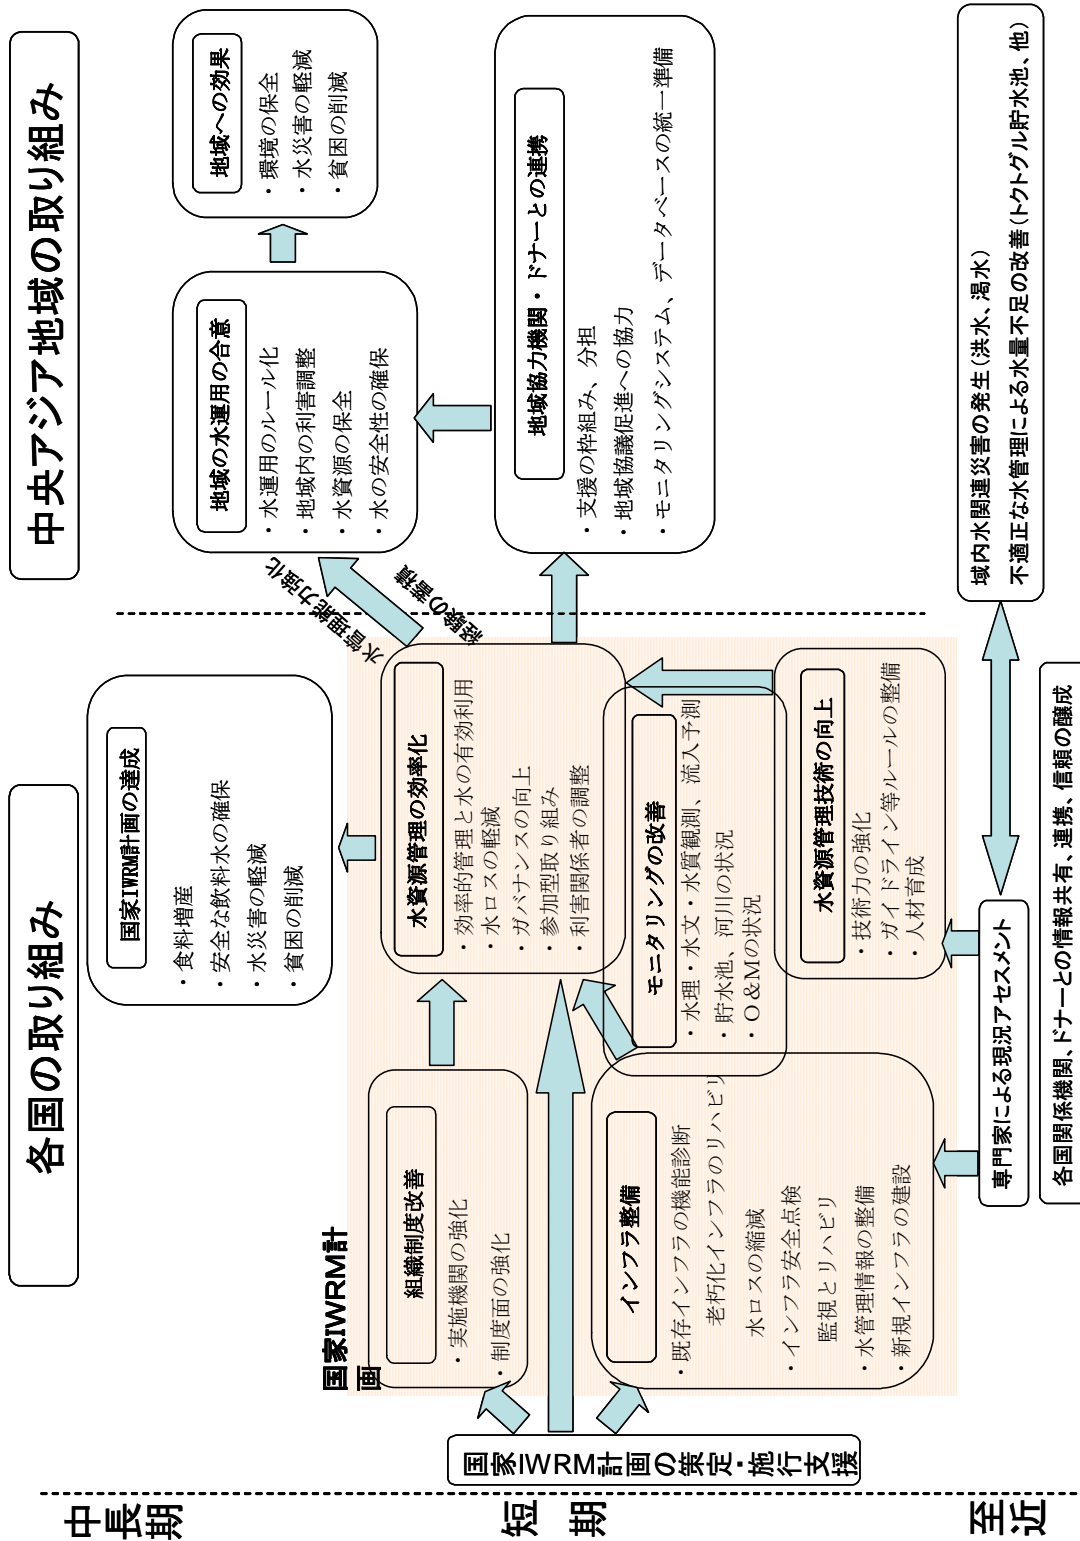 各国の取り組み
中央アジア地域の取り組み
中長期
短　期
至近
国家IWRM計画の達成
・食料増産
・安全な飲料水の確保
・水災害の軽減
・貧困の削減
地域の水運用の合意
・水運用のルール化
・地域内の利害調整
・水資源の保全
・水の安全性の確保
地域への効果
・環境の保全
・水災害の軽減
・貧困の削減
国家IWRM計
画
組織制度改善
・実施機関の強化
・制度面の強化
水資源管理の効率化
・効率的管理と水の有効利用
・水ロスの軽減
・ガバナンスの向上
・参加型取り組み
・利害関係者の調整
水管理能力強化
経験の蓄積
地域協力機関・ドナーとの連携
・支援の枠組み、分担
・地域協議促進への協力
・モニタリングシステム、データベースの統一準備
国家IWRM計画の策定・施行支援
インフラ整備
・既存インフラの機能診断
老朽化インフラのリハビリ
水ロスの縮減
・インフラ安全点検
監視とリハビリ
・水管理情報の整備
・新規インフラの建設
モニタリングの改善
・水理・水文・水質観測、流入予測
・貯水池、河川の状況
・O&Mの状況
水資源管理技術の向上
・技術力の強化
・ガイドライン等ルールの整備
・人材育成
専門家による現況アセスメント
域内水関連災害の発生(洪水、渇水)
不適正な水管理による水量不足の改善(トクトグル貯水池、他)
各国関係機関、ドナーとの情報共有、連携、信頼の醸成